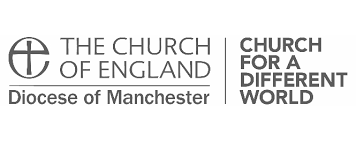 THE CHURCH
OF ENGLAND
Diocese of Manchester
CHURCH
FOR A
DIFFERENT
WORLD